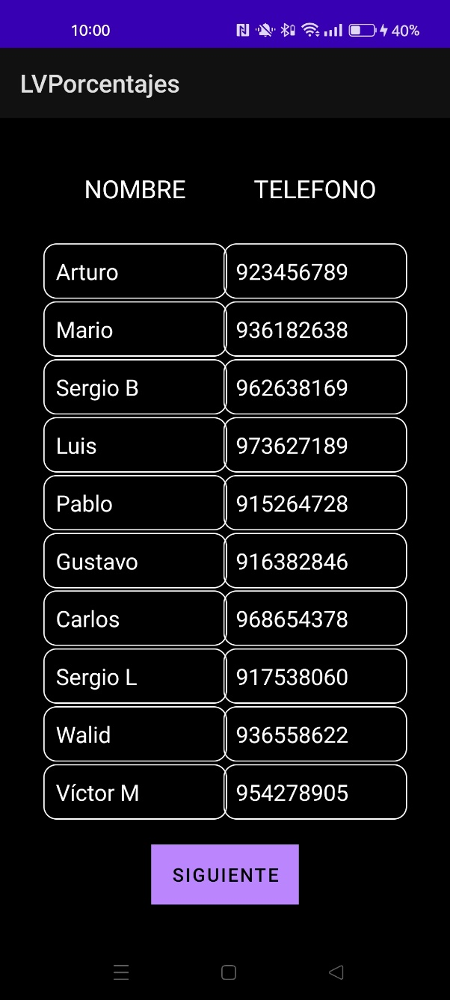 10:00 40%
LVPorcentajes
NOMBRE TELEFONO
Arturo 923456789
Mario 936182638
Sergio B 962638169
Luis 973627189
Pablo 915264728
Gustavo 916382846
Carlos 968654378
Sergio L 917538060
Walid 936558622
Víctor M 954278905
SIGUIENTE